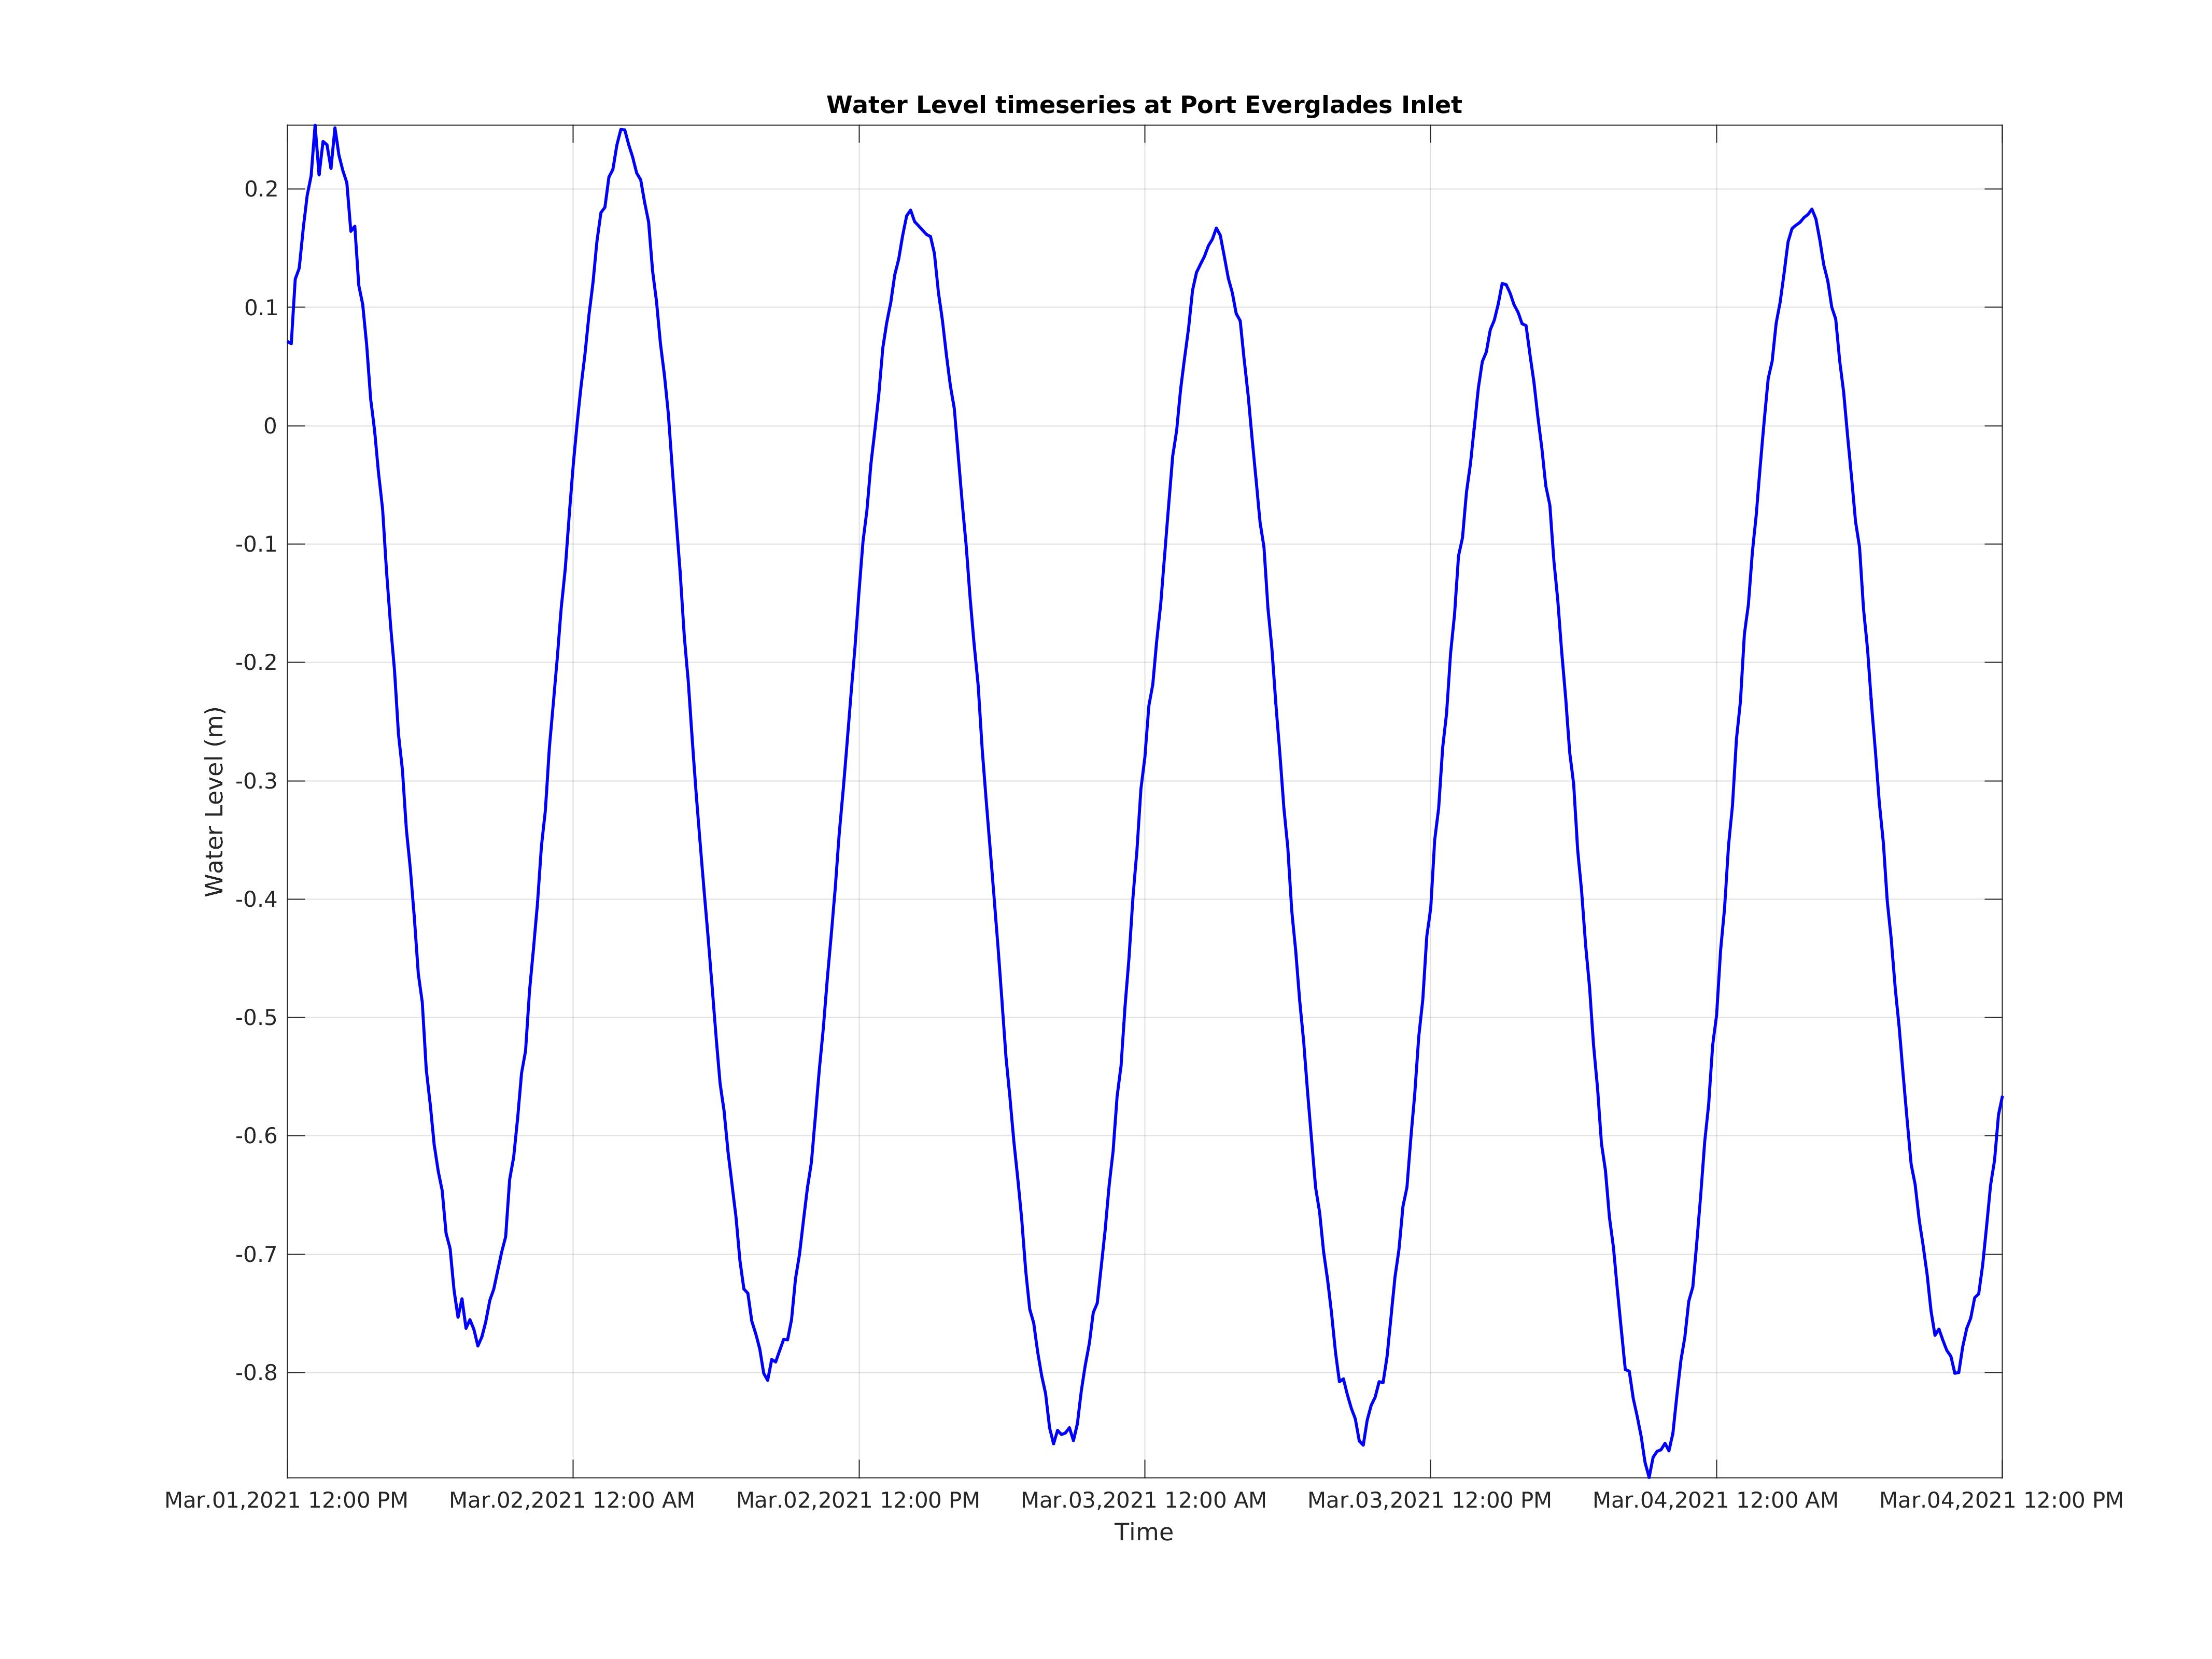 Water Level timeseries at Port Everglades Inlet
0.2
0.1
0
-0.1
-0.2
-0.3
-0.4
-0.5
-0.6
-0.7
-0.8
Water Level (m)
Mar.01,2021 12:00 PM Mar.02,2021 12:00 AM Mar.02,2021 12:00 PM Mar.03,2021 12:00 AM Mar.03,2021 12:00 PM Mar.04,2021 12:00 AM Mar.04,2021 12:00 PM
Time